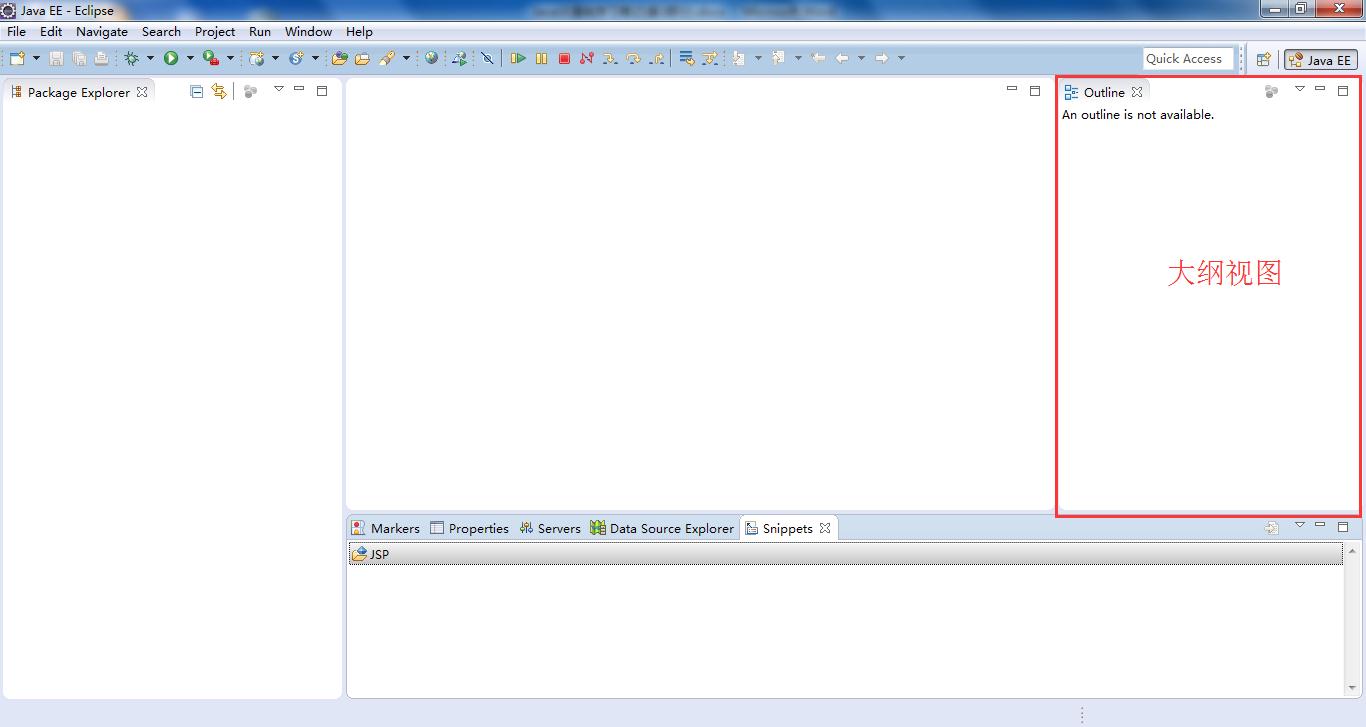 Java EE - Eclipse
File Edit Navigate Search Project Run Window Help
Quick Access
Java EE
Package Explorer
Outline
An outline is not available.
大纲视图
Markers Properties Servers Data Source Explorer Snippets
JSP